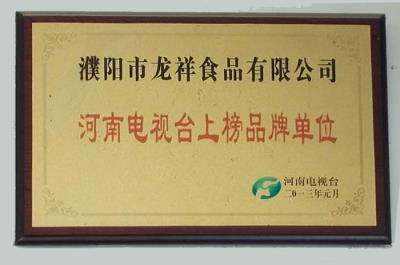 濮阳市龙祥食品有限公司
河南电视台上榜品牌单位
河南电视台
二〇一三年元月